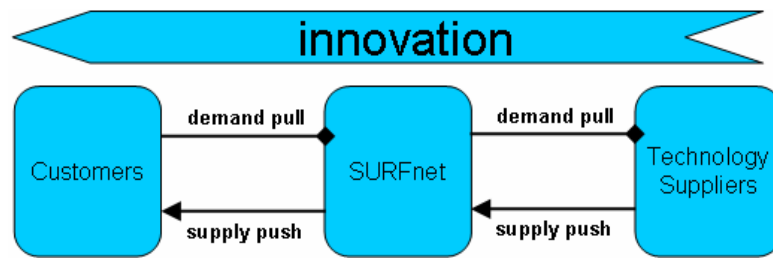 innovation
demand pull
demand pull
Customers
SURFnet
Technology
Suppliers
supply push
supply push